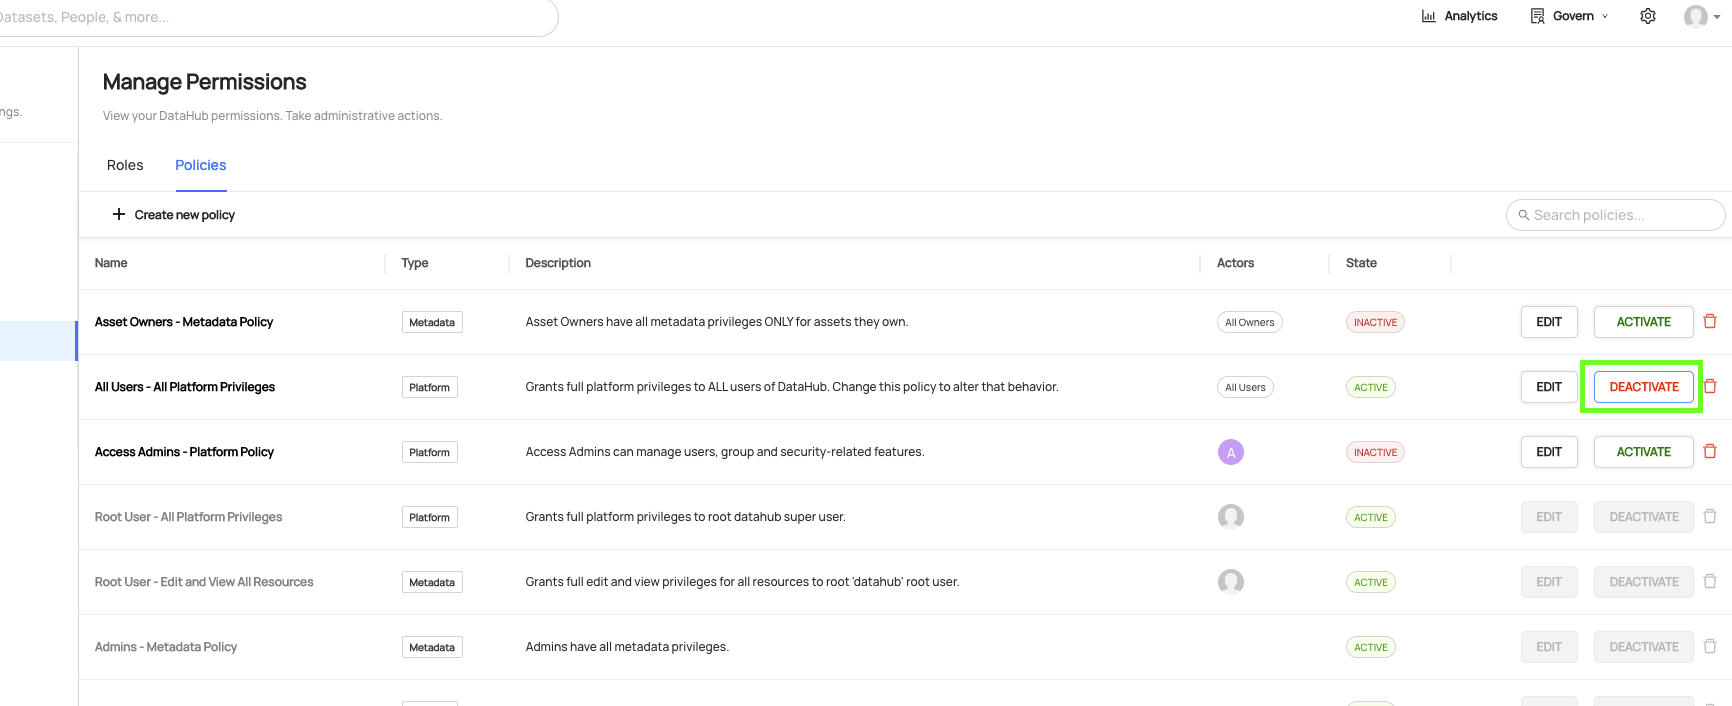 Datasets, People, & more...
Analytics
Govern
Manage Permissions
ngs.
View your DataHub permissions. Take administrative actions.
Roles
Policies
Create new policy
Search policies...
Name Type Description Actors State
Asset Owners - Metadata Policy Metadata Asset Owners have all metadata privileges ONLY for assets they own. All Owners INACTIVE EDIT ACTIVATE
All Users - All Platform Privileges Platform Grants full platform privileges to ALL users of DataHub. Change this policy to alter that behavior. All Users ACTIVE EDIT DEACTIVATE
Access Admins - Platform Policy Platform Access Admins can manage users, group and security-related features. A INACTIVE EDIT ACTIVATE
Root User - All Platform Privileges Platform Grants full platform privileges to root datahub super user. ACTIVE EDIT DEACTIVATE
Root User - Edit and View All Resources Metadata Grants full edit and view privileges for all resources to root 'datahub' root user. ACTIVE EDIT DEACTIVATE
Admins - Metadata Policy Metadata Admins have all metadata privileges. ACTIVE EDIT DEACTIVATE